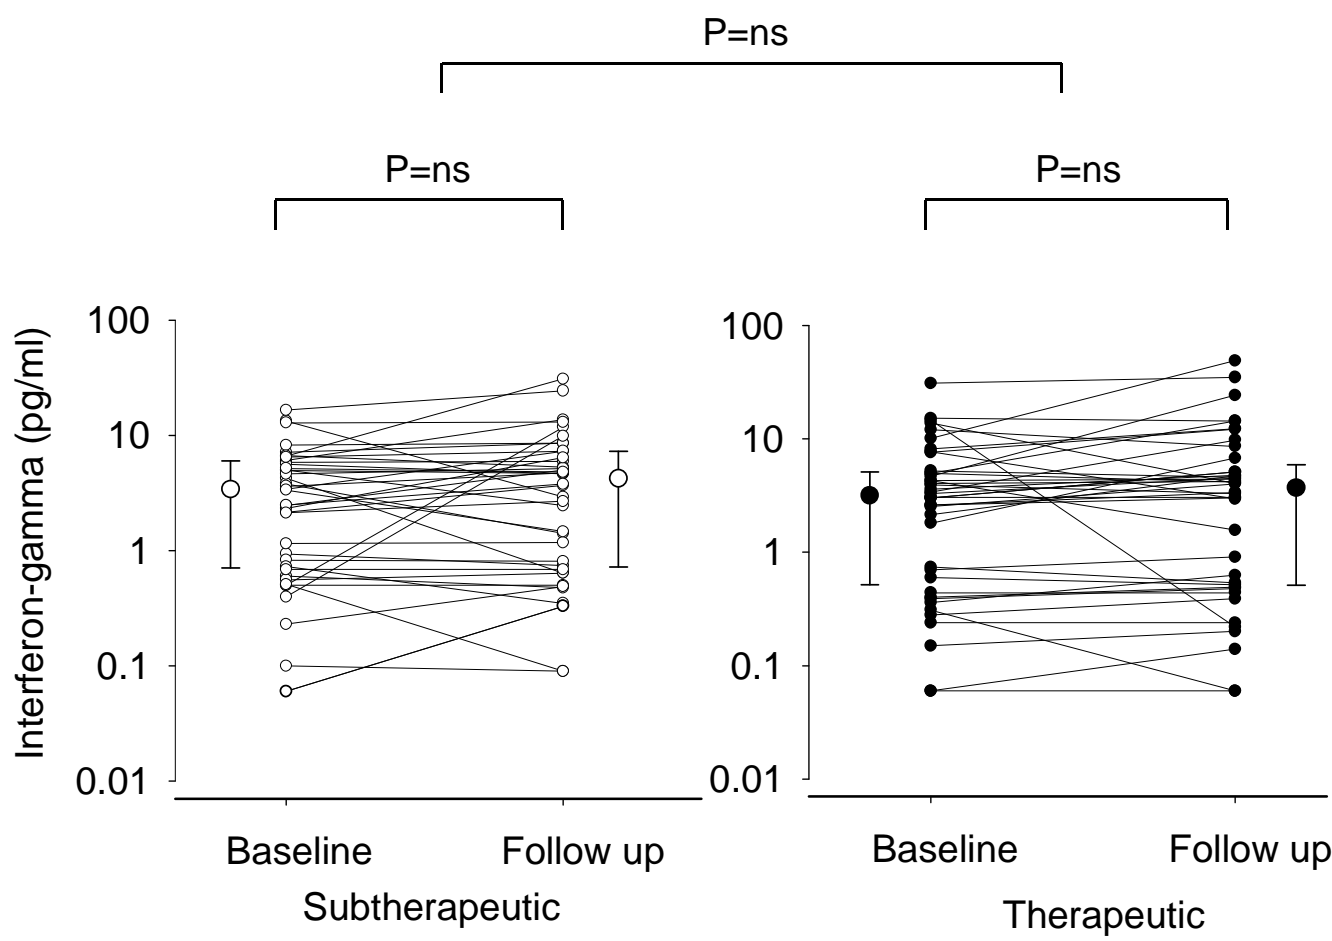 P=ns
P=ns
P=ns
Interferon-gamma (pg/ml)
100
10
1
0.1
0.01
100
10
1
0.1
0.01
Baseline
Follow up
Subtherapeutic
Baseline
Follow up
Therapeutic